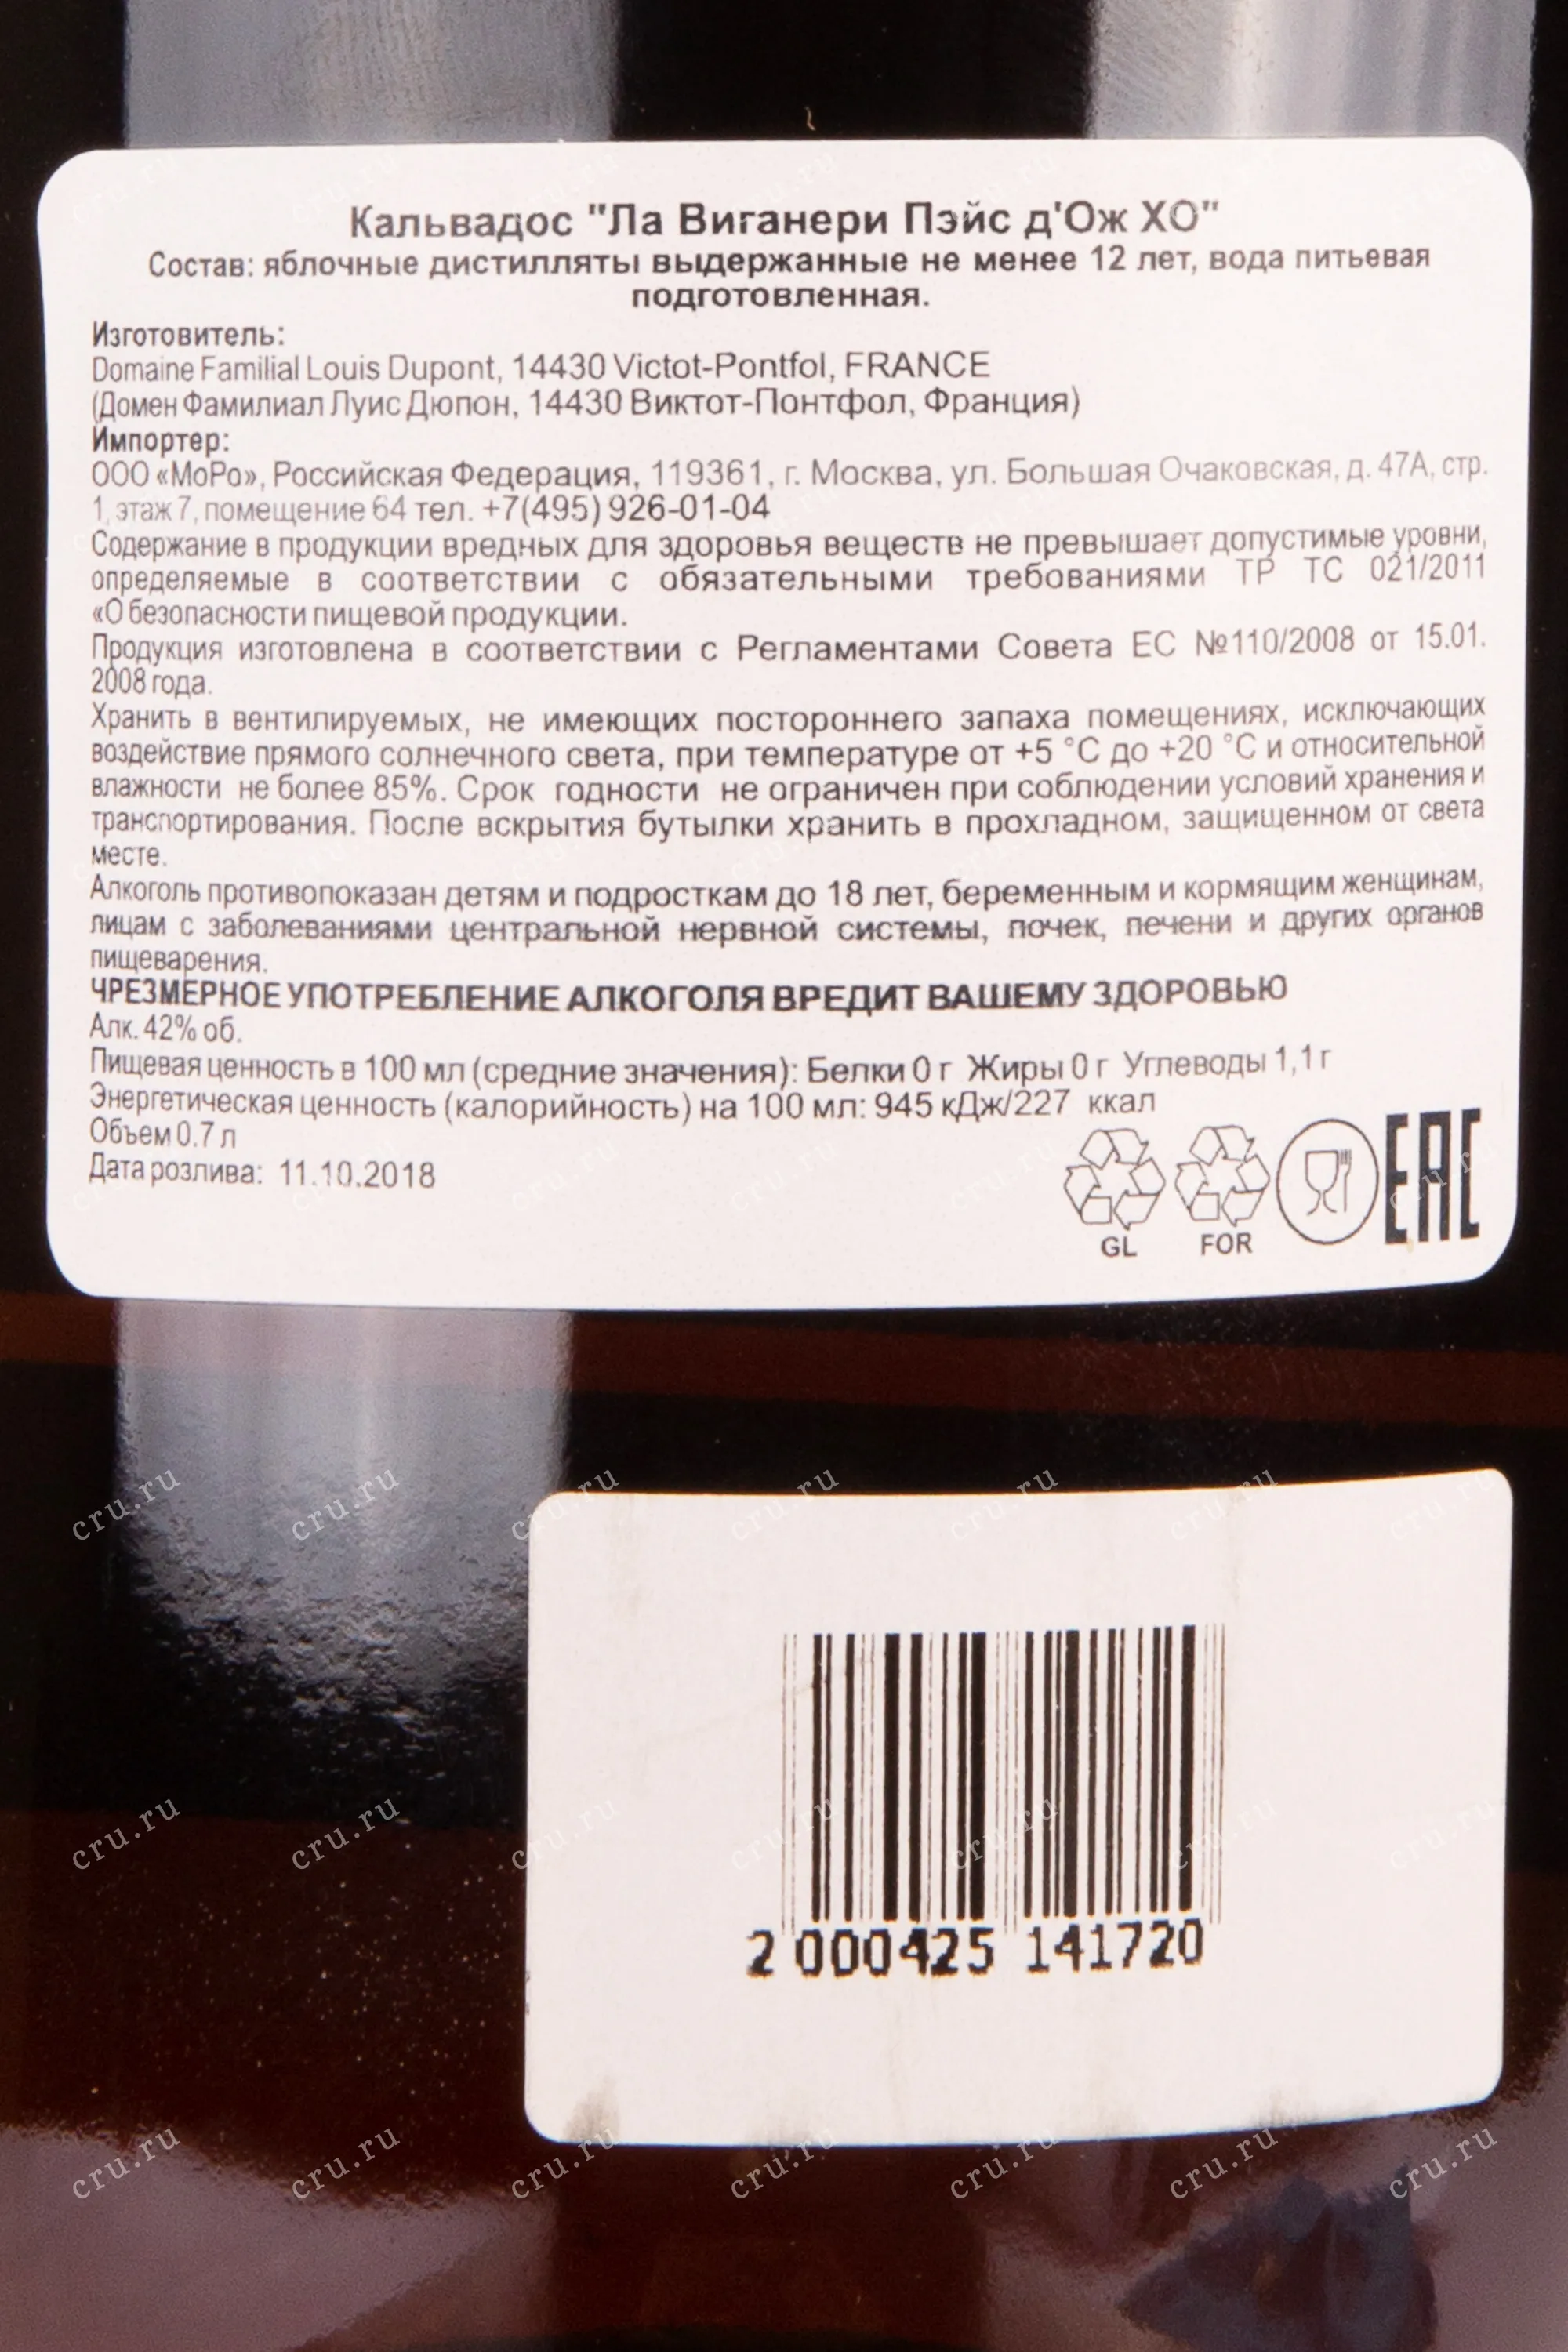 Кальвадос "Ла Виганери Пэйс д'Ож ХО"
Состав: яблочные дистилляты выдержанные не менее 12 лет, вода питьевая
подготовленная.
Изготовитель:
Domaine Familial Louis Dupont, 14430 Victot-Pontfol, FRANCE
(Домен Фамилиал Луис Дюпон, 14430 Виктот-Понтфол, Франция)
Импортер:
ООО «МоРо», Российская Федерация, 119361, г. Москва, ул. Большая Очаковская, д. 47А, стр.
1, этаж 7, помещение 64 тел. +7(495) 926-01-04
Содержание в продукции вредных для здоровья веществ не превышает допустимые уровни,
определяемые в соответствии с обязательными требованиями ТР ТС 021/2011
«О безопасности пищевой продукции.
Продукция изготовлена в соответствии с Регламентами Совета ЕС №110/2008 от 15.01.
2008 года.
Хранить в вентилируемых, не имеющих постороннего запаха помещениях, исключающих
воздействие прямого солнечного света, при температуре от +5 °C до +20 °C и относительной
влажности не более 85%. Срок годности не ограничен при соблюдении условий хранения и
транспортирования. После вскрытия бутылки хранить в прохладном, защищенном от света
месте.
Алкоголь противопоказан детям и подросткам до 18 лет, беременным и кормящим женщинам,
лицам с заболеваниями центральной нервной системы, почек, печени и других органов
пищеварения.
ЧРЕЗМЕРНОЕ УПОТРЕБЛЕНИЕ АЛКОГОЛЯ ВРЕДИТ ВАШЕМУ ЗДОРОВЬЮ
Алк. 42% об.
Пищевая ценность в 100 мл (средние значения): Белки 0 г Жиры 0 г Углеводы 1,1 г
Энергетическая ценность (калорийность) на 100 мл: 945 кДж/227 ккал
Объем 0.7 л
Дата розлива: 11.10.2018
GL FOR EAC
2 000425 141720
cru.ru